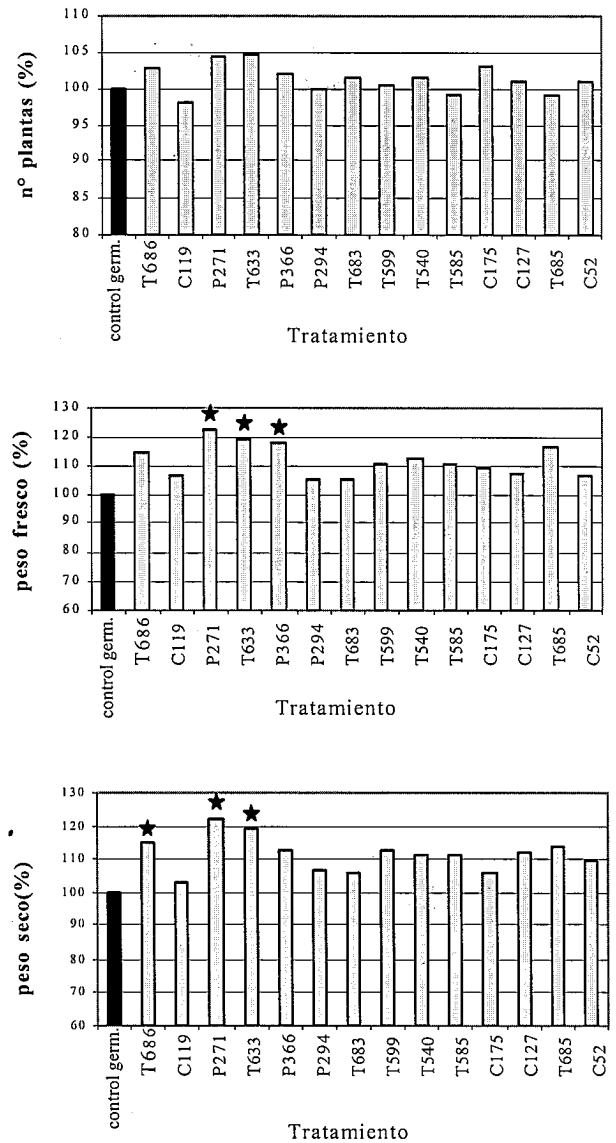 110
105
100
95
90
85
80
n° plantas (%)
control germ.
T686
C119
P271
T633
P366
P294
T683
T599
T540
T585
C175
C127
T685
C52
Tratamiento
130
120
110
100
90
80
70
60
peso fresco (%)
control germ.
T686
C119
P271
T633
P366
P294
T683
T599
T540
T585
C175
C127
T685
C52
Tratamiento
130
120
110
100
90
80
70
60
peso seco(%)
control germ.
T686
C119
P271
T633
P366
P294
T683
T599
T540
T585
C175
C127
T685
C52
Tratamiento